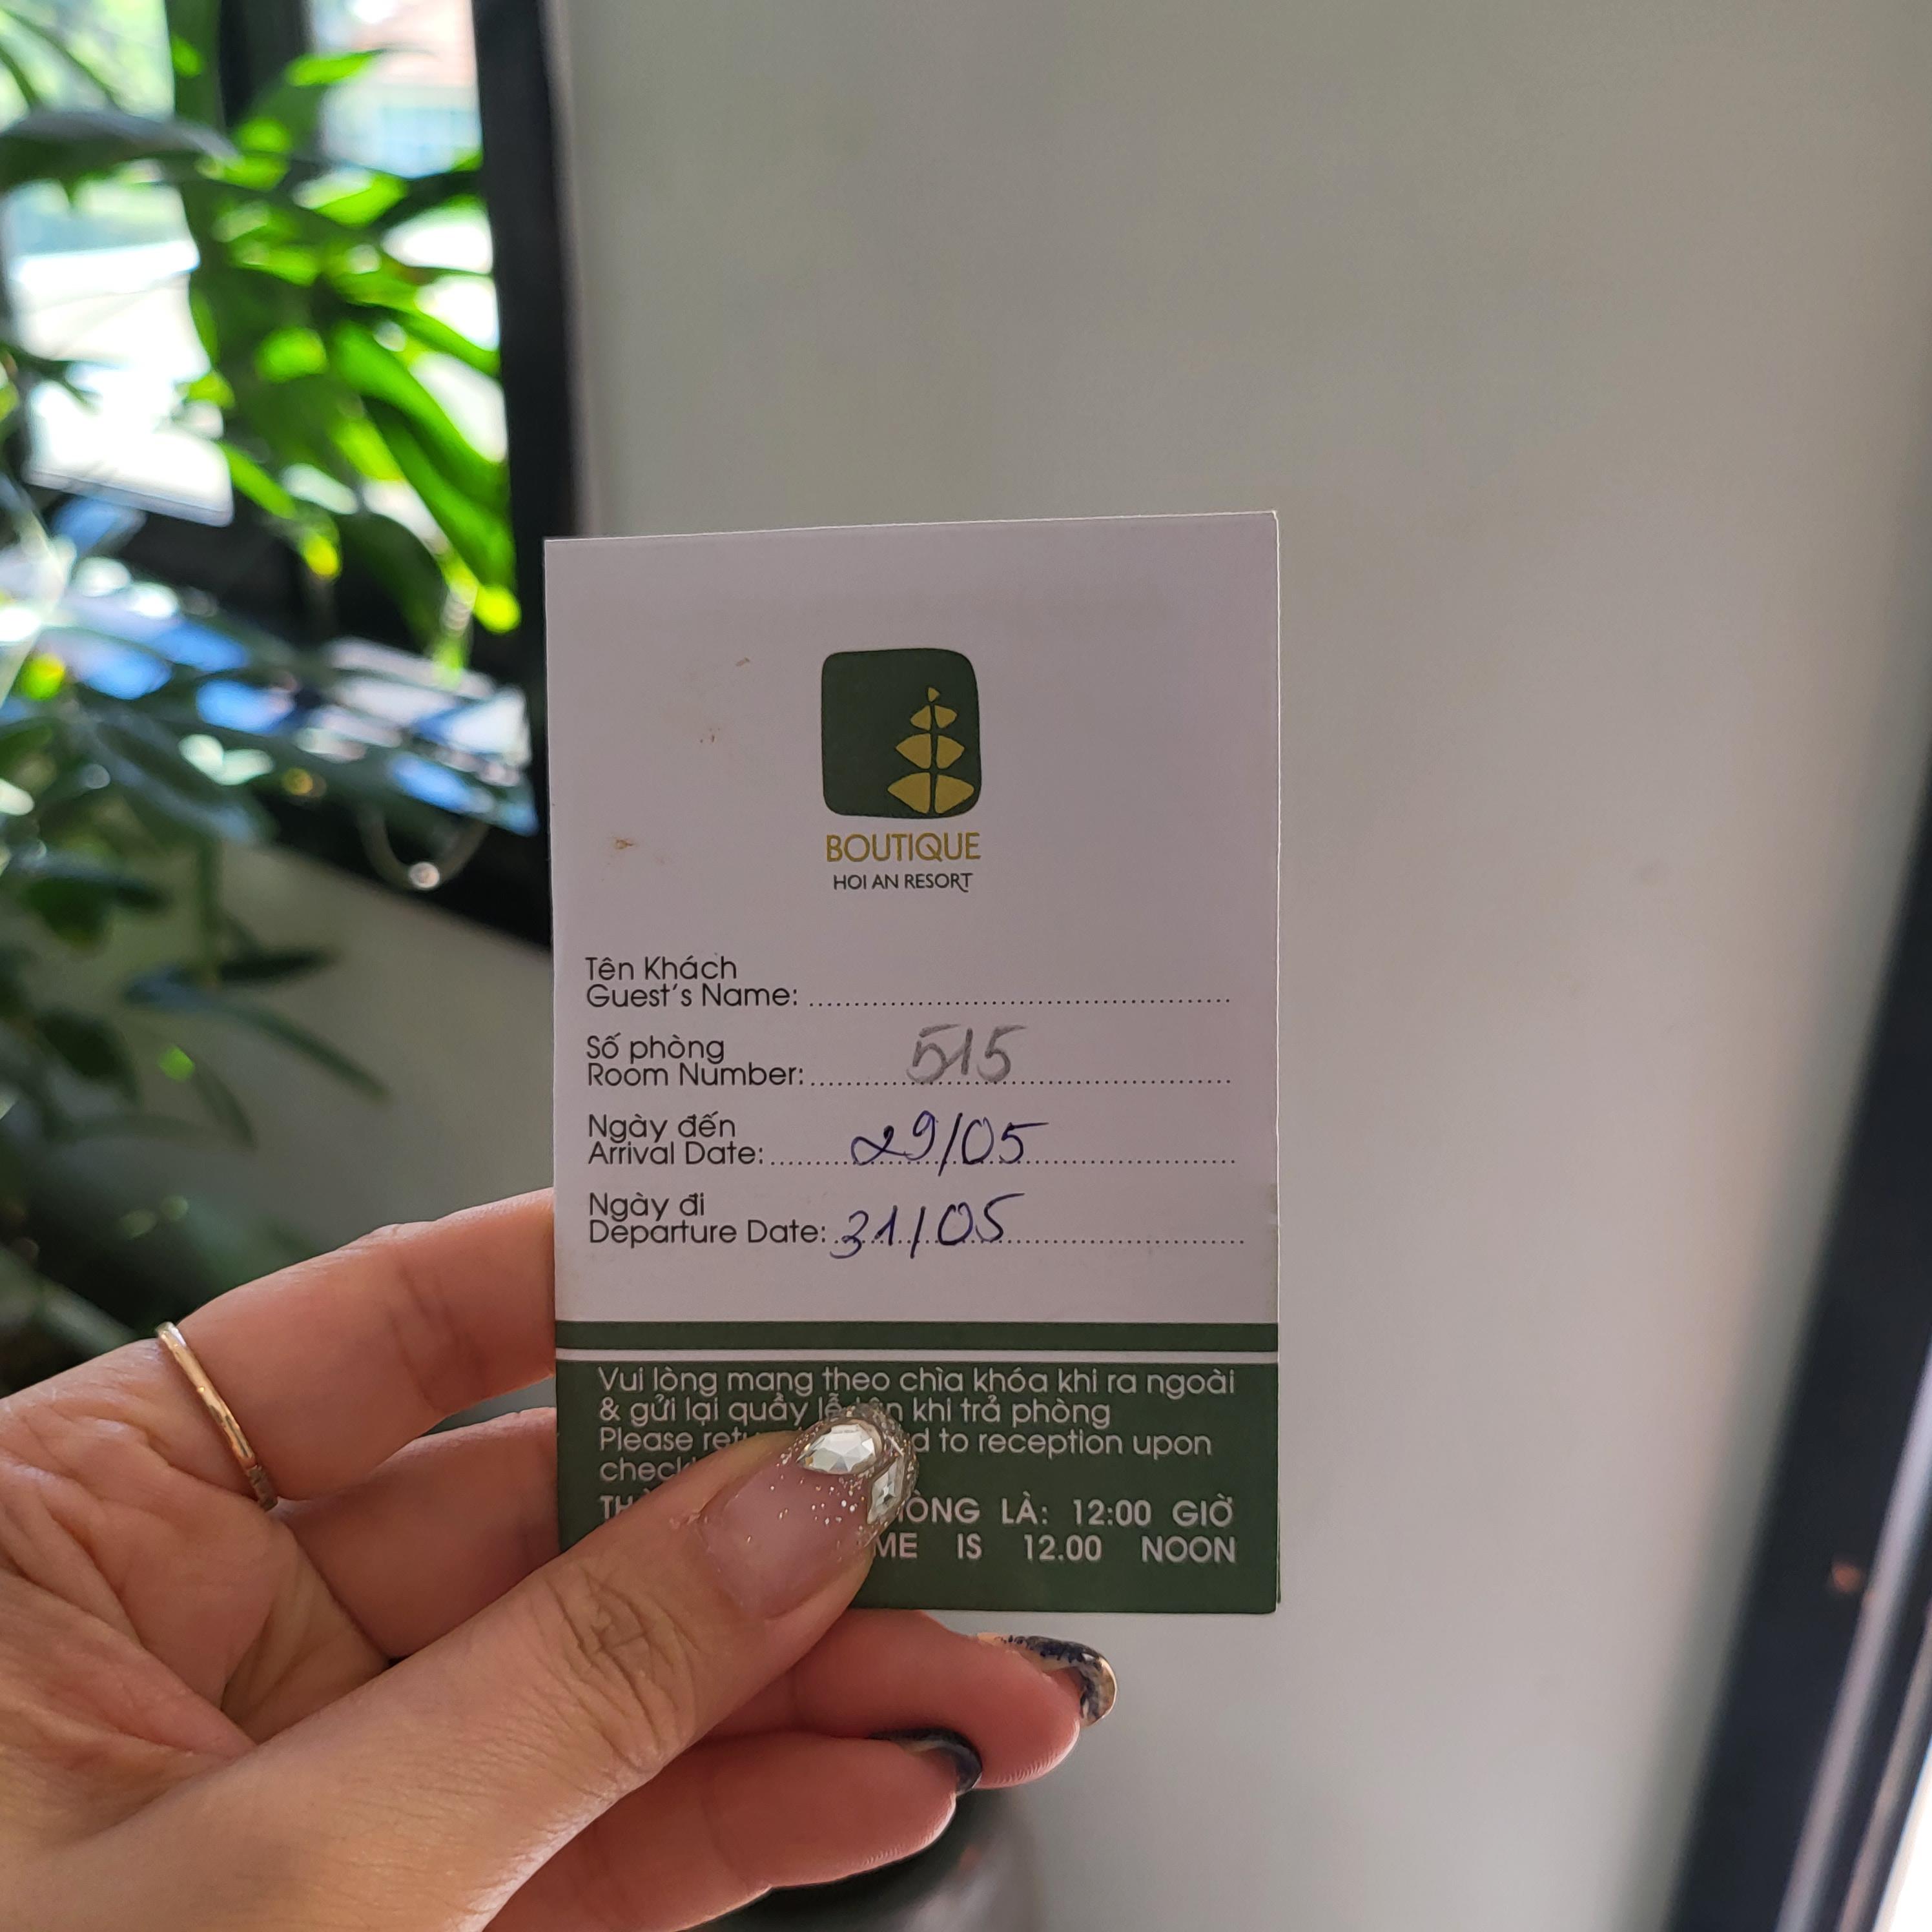 BOUTIQUE
HOI AN RESORT
Tên Khách
Guest's Name:
Số phòng
Room Number: 515
Ngày đến
Arrival Date: 29/05
Ngày đi
Departure Date: 31/05
Vui lòng mang theo chìa khóa khi ra ngoài
& gửi lại quầy khi trả phòng
Please to reception upon
LÀ: 12:00 GIỜ
IS 12.00 NOON